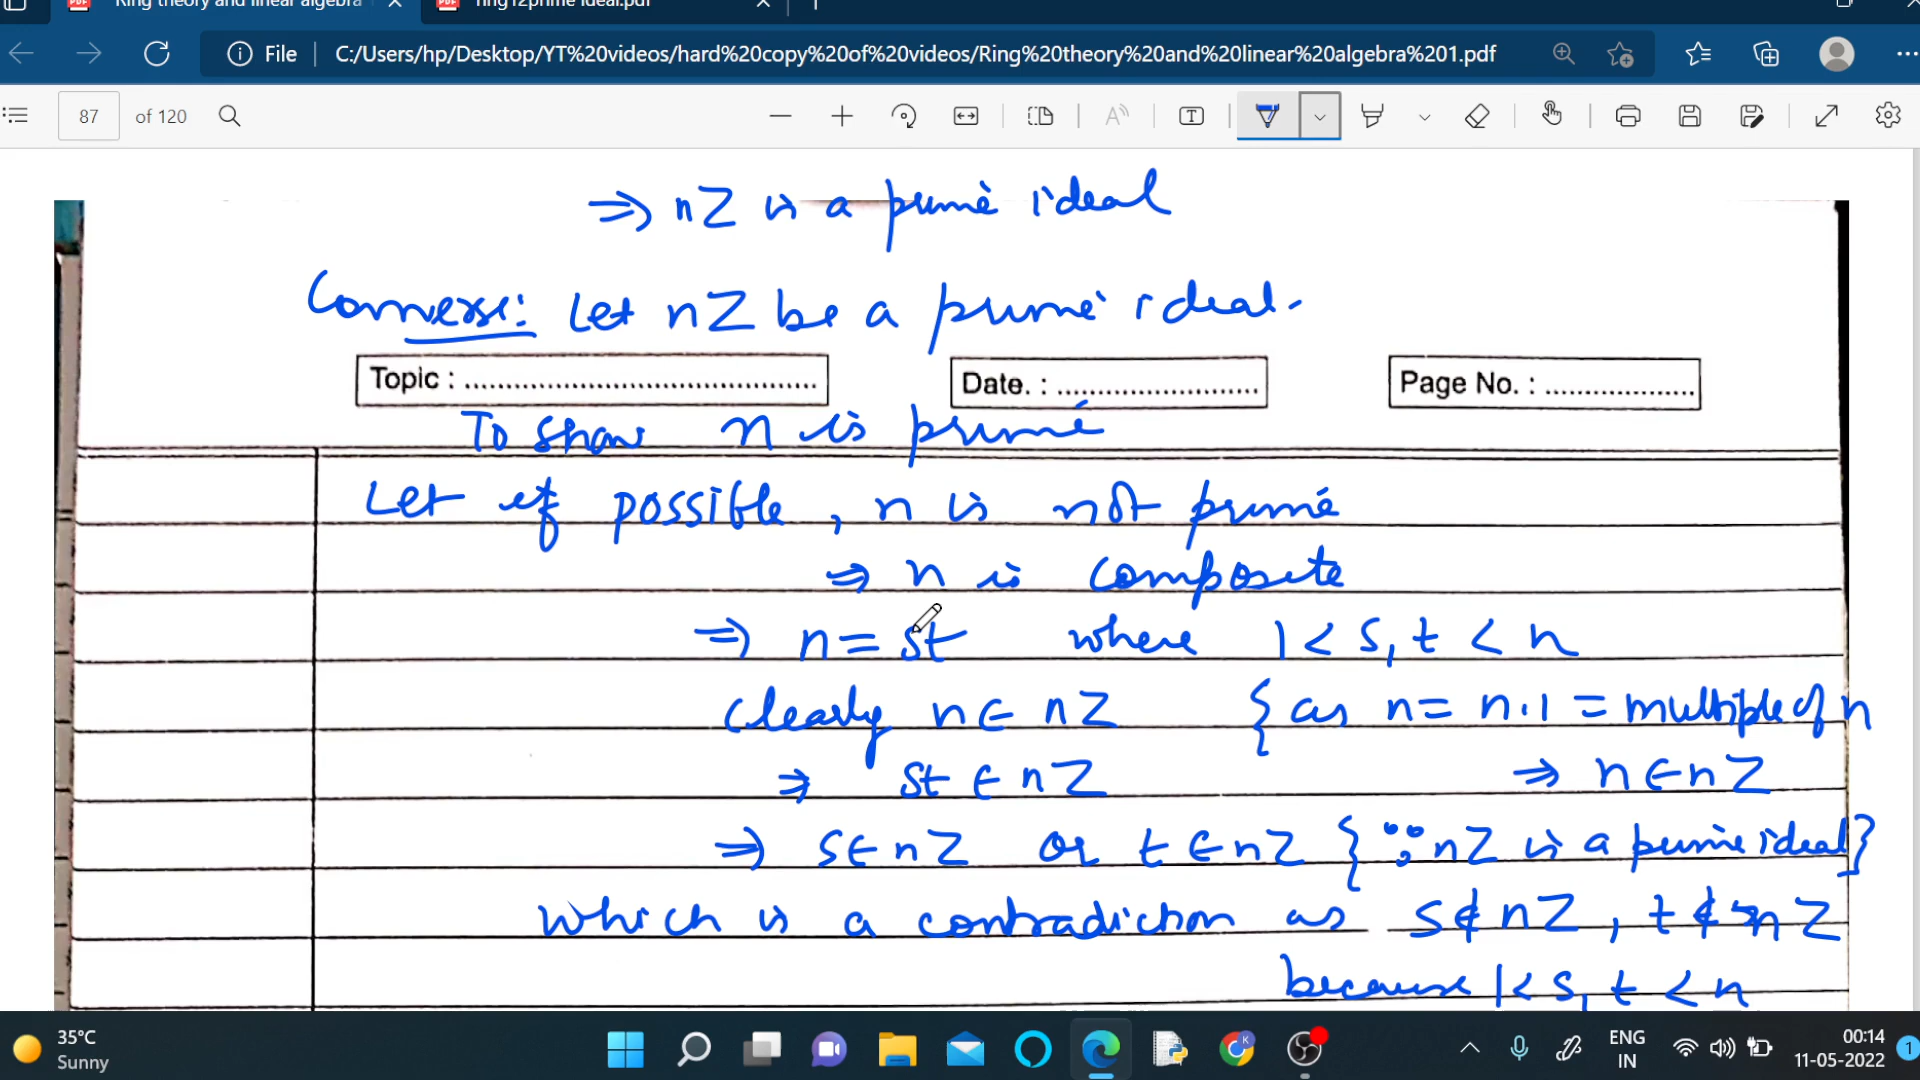 Ring theory and linear algebra
ring12prime ideal.pdf
File
C:/Users/hp/Desktop/YT%20videos/hard%20copy%20of%20videos/Ring%20theory%20and%20linear%20algebra%201.pdf
87 of 120
⇒ nZ is a prime ideal
Converse: Let nZ be a prime ideal.
Topic : ............ Date. : ............ Page No. : ............
To show n is prime
Let if possible, n is not prime
⇒ n is composite
⇒ n = st where 1 < s, t < n
clearly n ∈ nZ { as n = n.1 = multiple of n
⇒ st ∈ nZ ⇒ n ∈ nZ
⇒ s ∈ nZ or t ∈ nZ { ∵ nZ is a prime ideal }
which is a contradiction as s ∉ nZ, t ∉ nZ
because 1 < s, t < n
35°C
Sunny
ENG
IN
00:14
11-05-2022
1